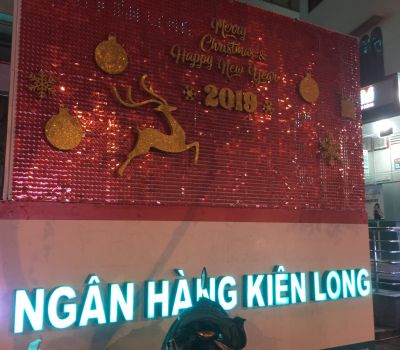 Merry
Christmas &
Happy New Year
2019
NGÂN HÀNG KIÊN LONG